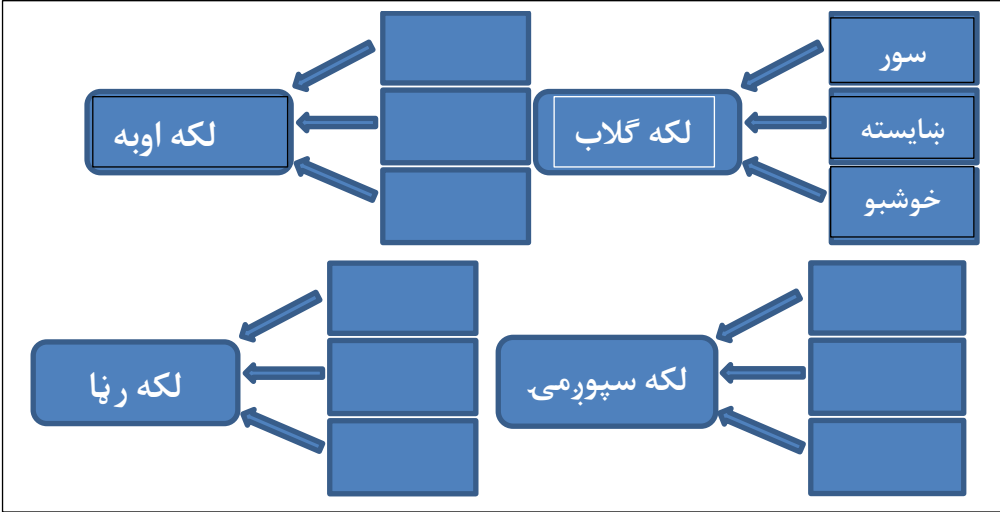 سور
ښایسته
خوشبو
لکه ګلاب
لکه اوبه
لکه سپوږمۍ
لکه رڼا